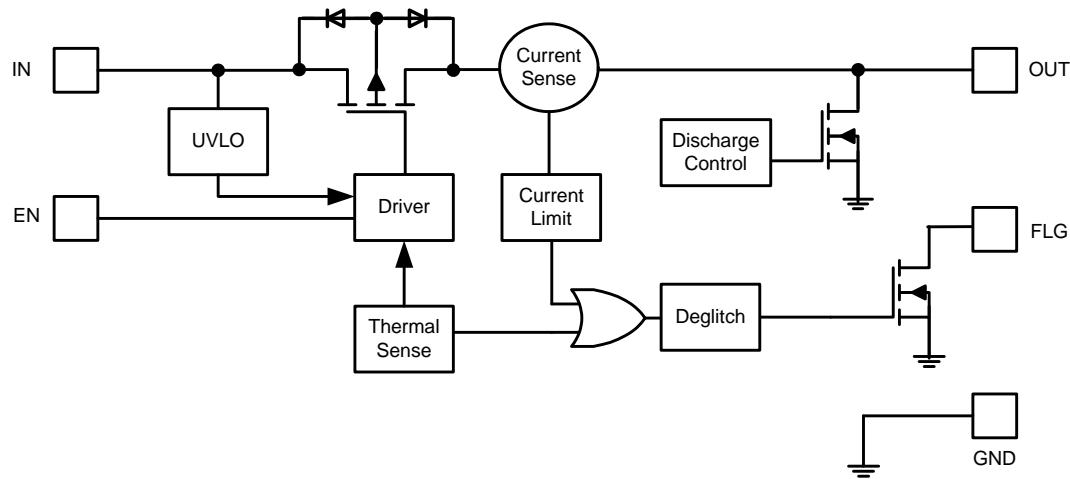 IN
Current
Sense
OUT
UVLO
Discharge
Control
EN
Driver
Current
Limit
FLG
Thermal
Sense
Deglitch
GND